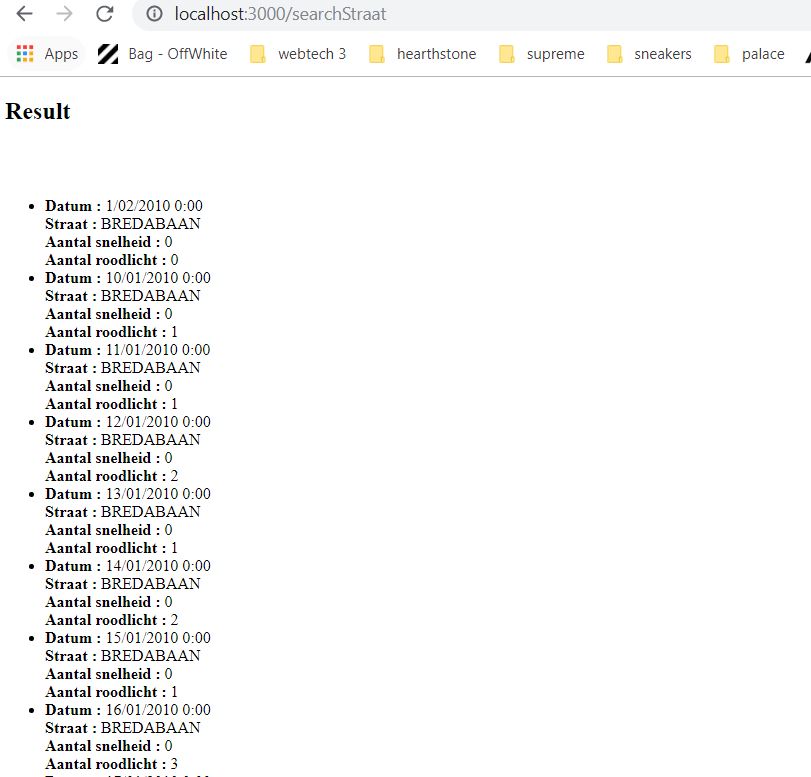 localhost:3000/searchStraat
Apps Bag - OffWhite webtech 3 hearthstone supreme sneakers palace
Result
Datum : 1/02/2010 0:00
Straat : BREDABAAN
Aantal snelheid : 0
Aantal roodlicht : 0
Datum : 10/01/2010 0:00
Straat : BREDABAAN
Aantal snelheid : 0
Aantal roodlicht : 1
Datum : 11/01/2010 0:00
Straat : BREDABAAN
Aantal snelheid : 0
Aantal roodlicht : 1
Datum : 12/01/2010 0:00
Straat : BREDABAAN
Aantal snelheid : 0
Aantal roodlicht : 2
Datum : 13/01/2010 0:00
Straat : BREDABAAN
Aantal snelheid : 0
Aantal roodlicht : 1
Datum : 14/01/2010 0:00
Straat : BREDABAAN
Aantal snelheid : 0
Aantal roodlicht : 2
Datum : 15/01/2010 0:00
Straat : BREDABAAN
Aantal snelheid : 0
Aantal roodlicht : 1
Datum : 16/01/2010 0:00
Straat : BREDABAAN
Aantal snelheid : 0
Aantal roodlicht : 3